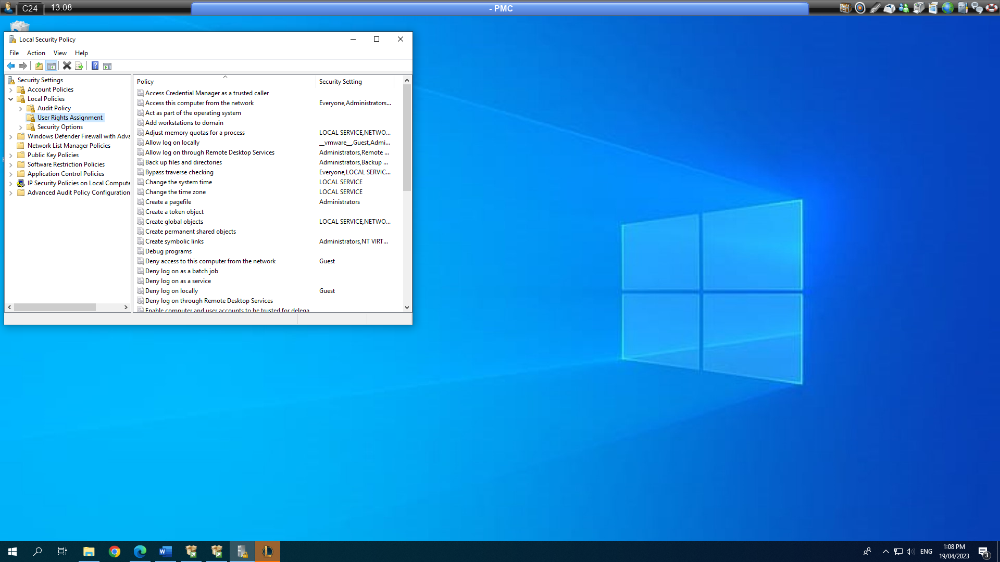 C24
13:08
- PMC
Local Security Policy
File Action View Help
Security Settings
Account Policies
Local Policies
Audit Policy
User Rights Assignment
Security Options
Windows Defender Firewall with Adva
Network List Manager Policies
Public Key Policies
Software Restriction Policies
Application Control Policies
IP Security Policies on Local Compute
Advanced Audit Policy Configuration
Policy Security Setting
Access Credential Manager as a trusted caller
Access this computer from the network Everyone,Administrators...
Act as part of the operating system
Add workstations to domain
Adjust memory quotas for a process LOCAL SERVICE,NETWO...
Allow log on locally __vmware__,Guest,Admi...
Allow log on through Remote Desktop Services Administrators,Remote ...
Back up files and directories Administrators,Backup ...
Bypass traverse checking Everyone,LOCAL SERVIC...
Change the system time LOCAL SERVICE
Change the time zone LOCAL SERVICE
Create a pagefile Administrators
Create a token object
Create global objects LOCAL SERVICE,NETWO...
Create permanent shared objects
Create symbolic links Administrators,NT VIRT...
Debug programs
Deny access to this computer from the network Guest
Deny log on as a batch job
Deny log on as a service
Deny log on locally Guest
Deny log on through Remote Desktop Services
Enable computer and user accounts to be trusted for delega
ENG
1:08 PM
19/04/2023
3